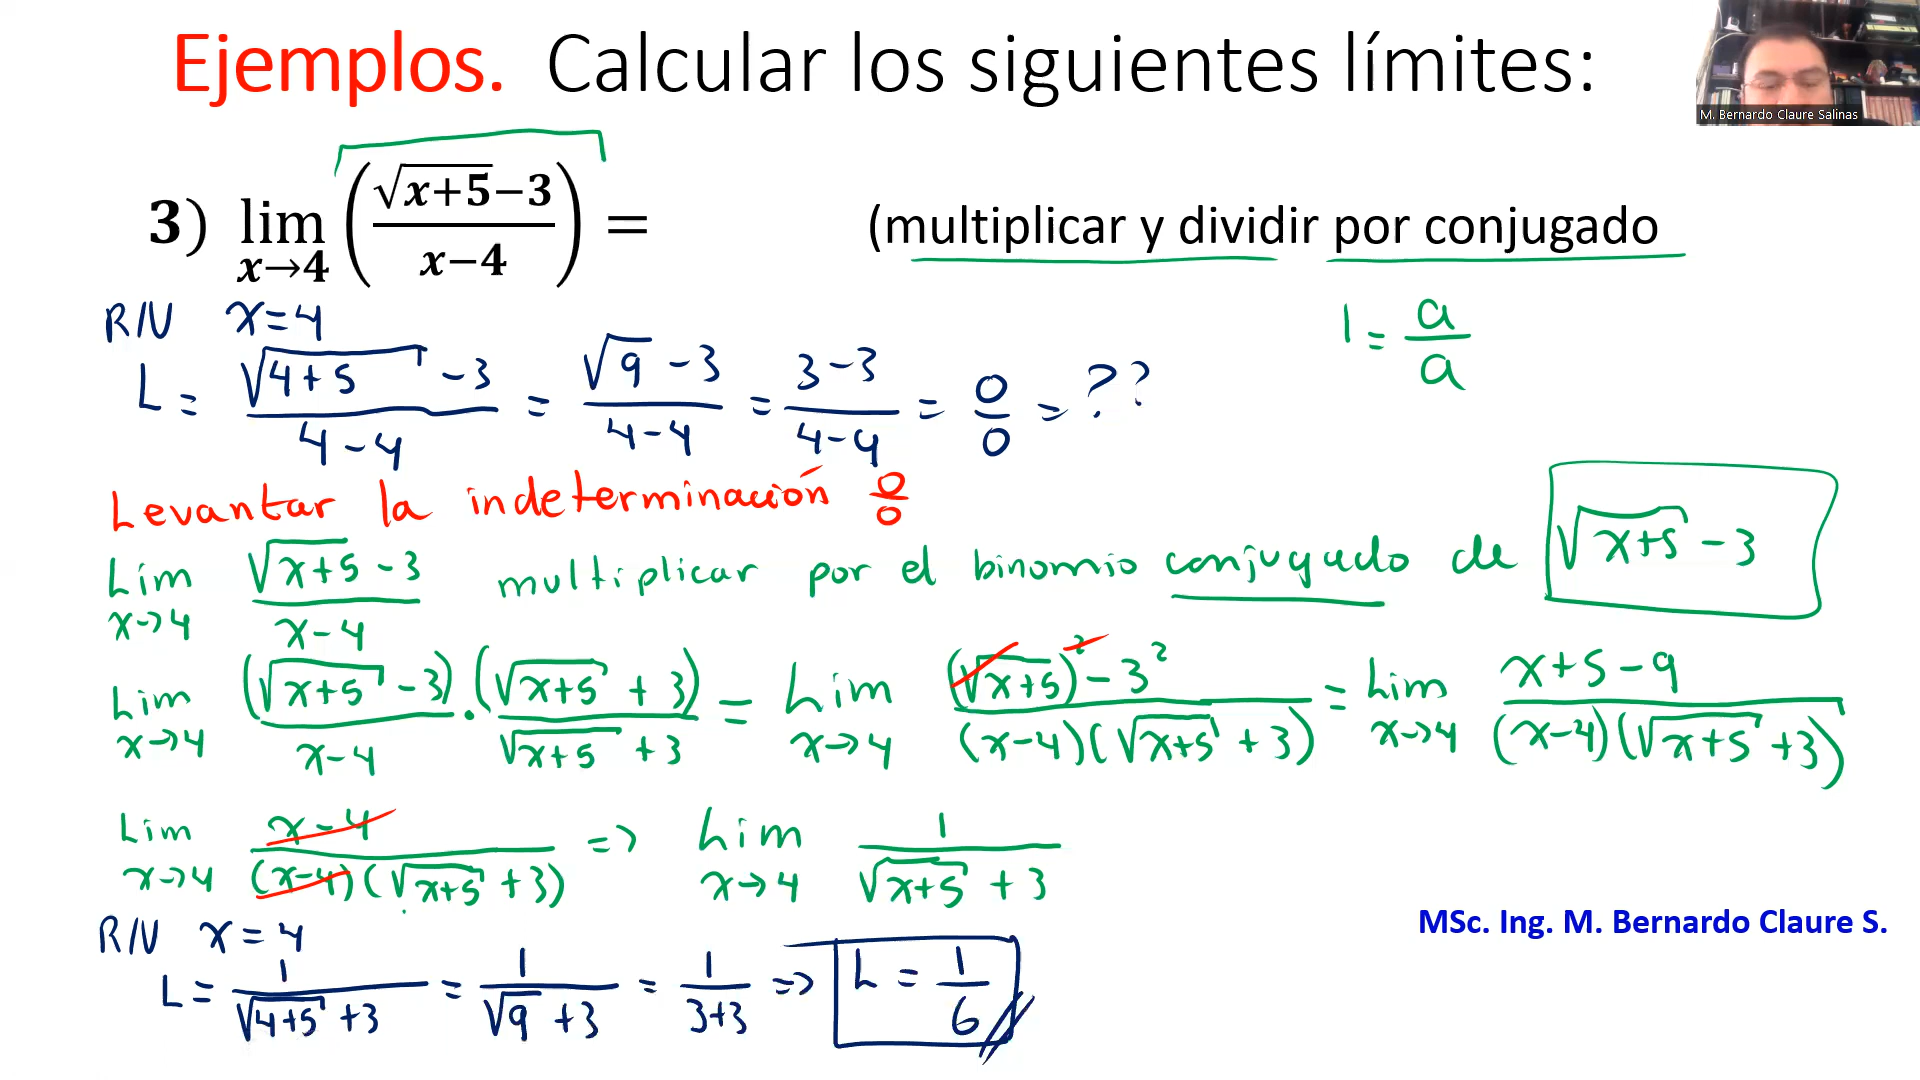 Ejemplos. Calcular los siguientes límites:
M. Bernardo Claure Salinas
3) lim x→4 ((√(x+5)−3)/(x−4)) = (multiplicar y dividir por conjugado
R/V x=4
1 = a/a
L = (√(4+5) −3)/(4−4) = (√9 −3)/(4−4) = (3−3)/(4−4) = 0/0 = ??
Levantar la indeterminación 0/0
Lim x→4 (√(x+5) −3)/(x−4) multiplicar por el binomio conjugado de √(x+5) −3
Lim x→4 (√(x+5) −3)/(x−4) · (√(x+5) +3)/(√(x+5) +3) = Lim x→4 ((√(x+5))² −3²)/((x−4)(√(x+5) +3)) = Lim x→4 (x+5−9)/((x−4)(√(x+5) +3))
Lim x→4 (x−4)/((x−4)(√(x+5) +3)) => Lim x→4 1/(√(x+5) +3)
R/V x=4
MSc. Ing. M. Bernardo Claure S.
L = 1/(√(4+5) +3) = 1/(√9 +3) = 1/(3+3) => L = 1/6